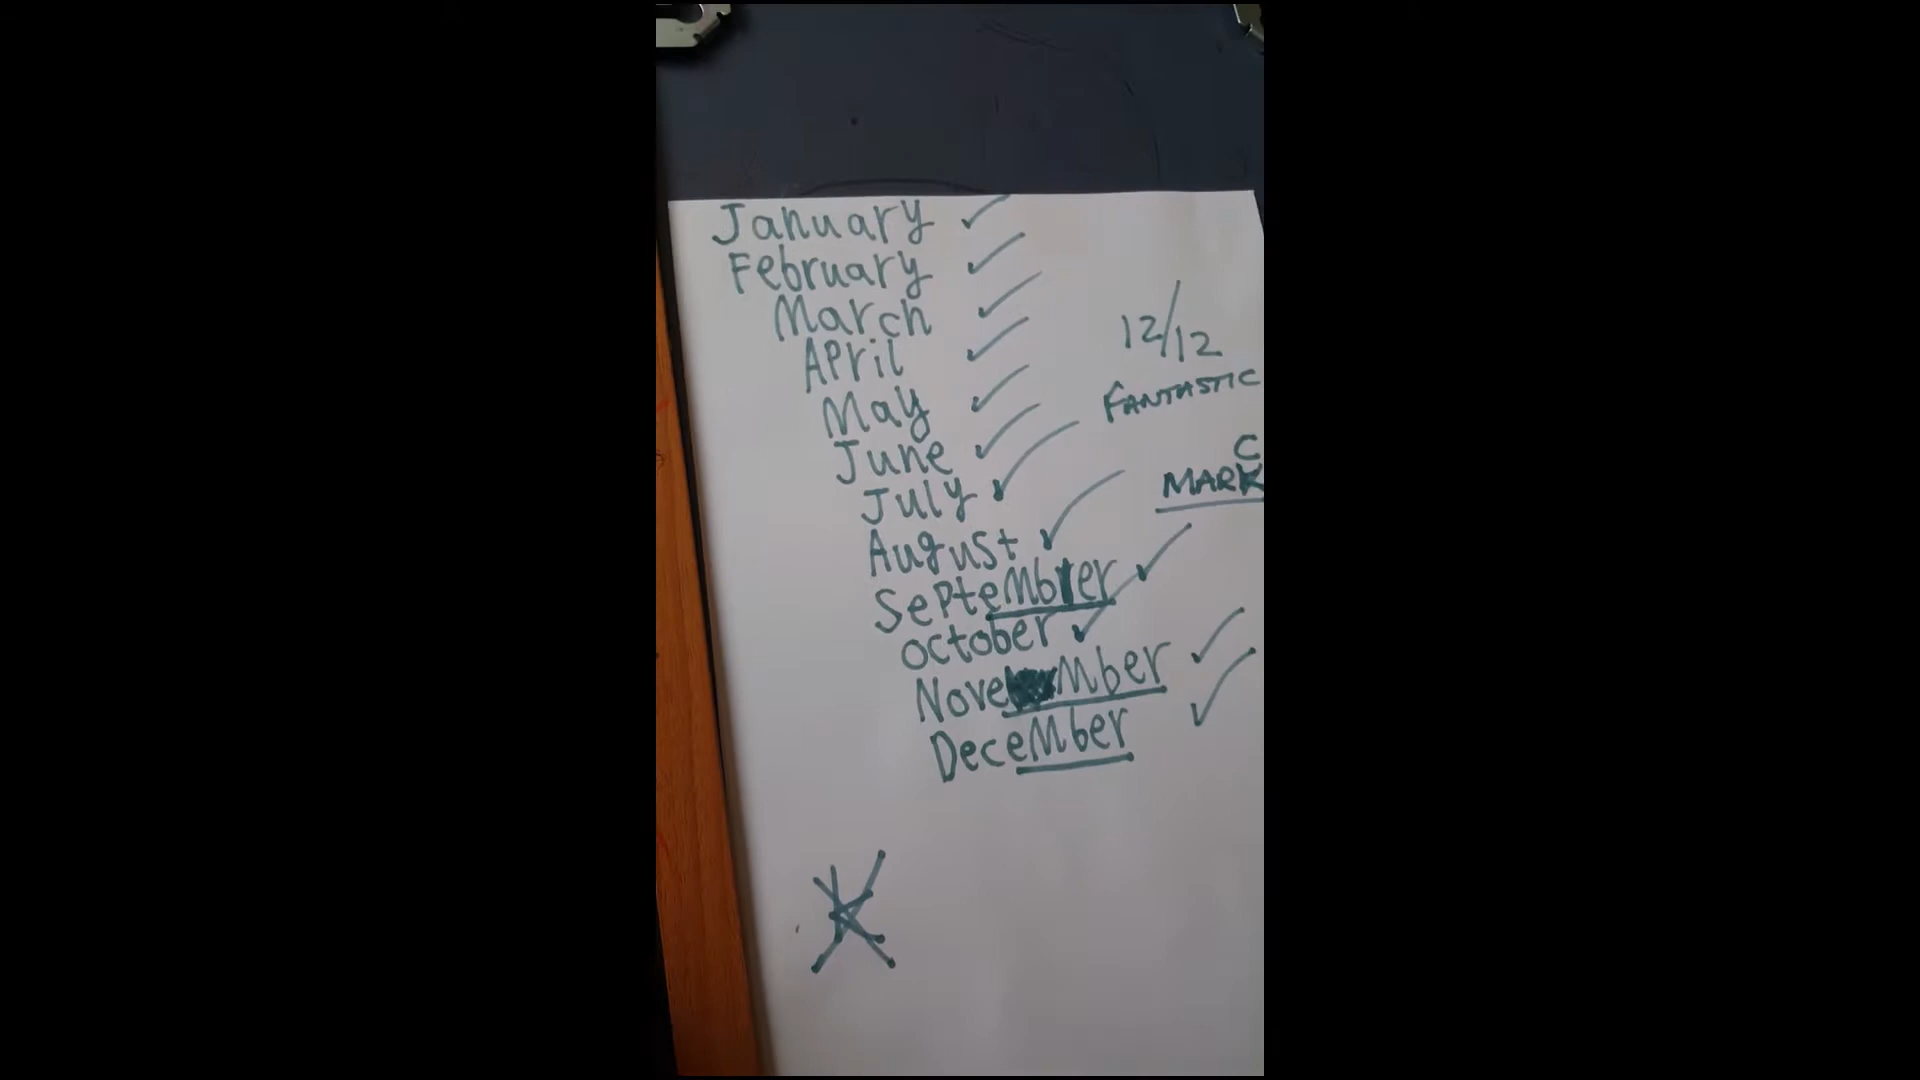 January ✓
February ✓
March ✓
April ✓
May ✓
June ✓
July ✓
August ✓
September ✓
october ✓
November ✓
December ✓
12/12
FANTASTIC
C
MARK
K